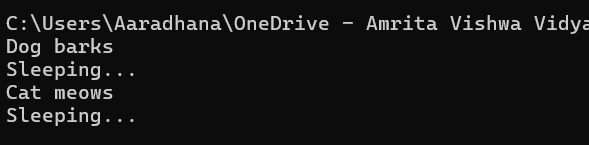 C:\Users\Aaradhana\OneDrive - Amrita Vishwa Vidya
Dog barks
Sleeping...
Cat meows
Sleeping...